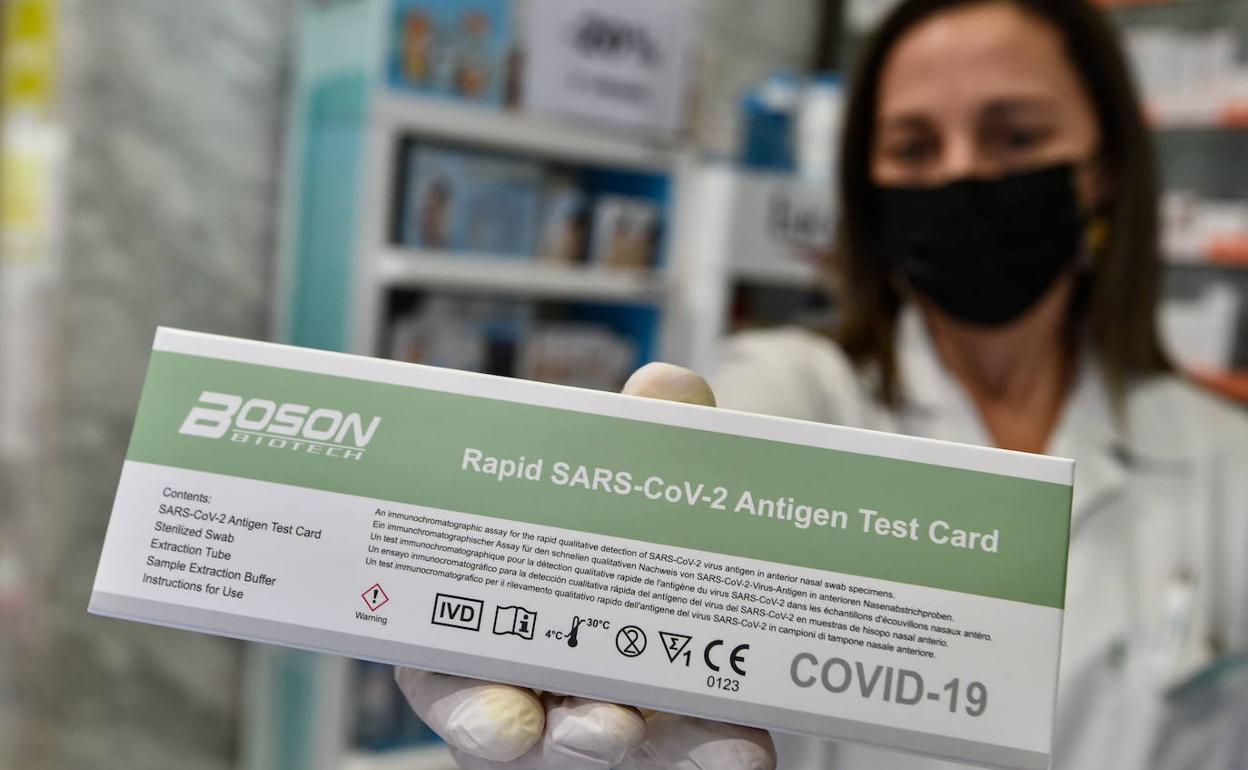 BOSON
BIOTECH
Rapid SARS-CoV-2 Antigen Test Card
Contents:
SARS-CoV-2 Antigen Test Card
Sterilized Swab
Extraction Tube
Sample Extraction Buffer
Instructions for Use
An immunochromatographic assay for the rapid qualitative detection of SARS-CoV-2 virus antigen in anterior nasal swab specimens.
Ein immunchromatographischer Assay für den schnellen qualitativen Nachweis von SARS-CoV-2-Virus-Antigen in anterioren Nasenabstrichproben.
Un test immunochromatographique pour la détection qualitative rapide de l'antigène du virus SARS-CoV-2 dans les échantillons d'écouvillons nasaux antéro.
Un ensayo inmunocromatográfico para la detección cualitativa rápida del antígeno del virus del SARS-CoV-2 en muestras de hisopo nasal anterio.
Un test immunocromatografico per il rilevamento qualitativo rapido dell'antigene del virus SARS-CoV-2 in campioni di tampone nasale anteriore.
Warning
IVD
4°C 30°C
2
Σ 1
CE
0123
COVID-19